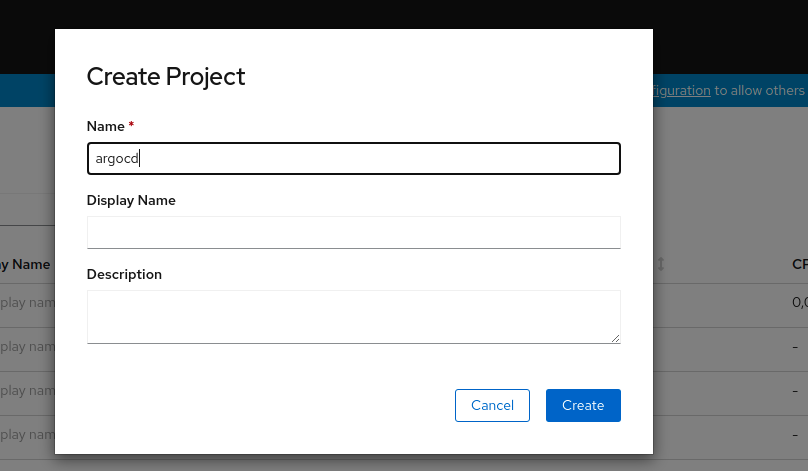 Create Project
figuration to allow others
Name *
argocd
Display Name
Description
y Name
CP
play nam
0,0
play nam
-
play nam
-
play nam
-
Cancel
Create